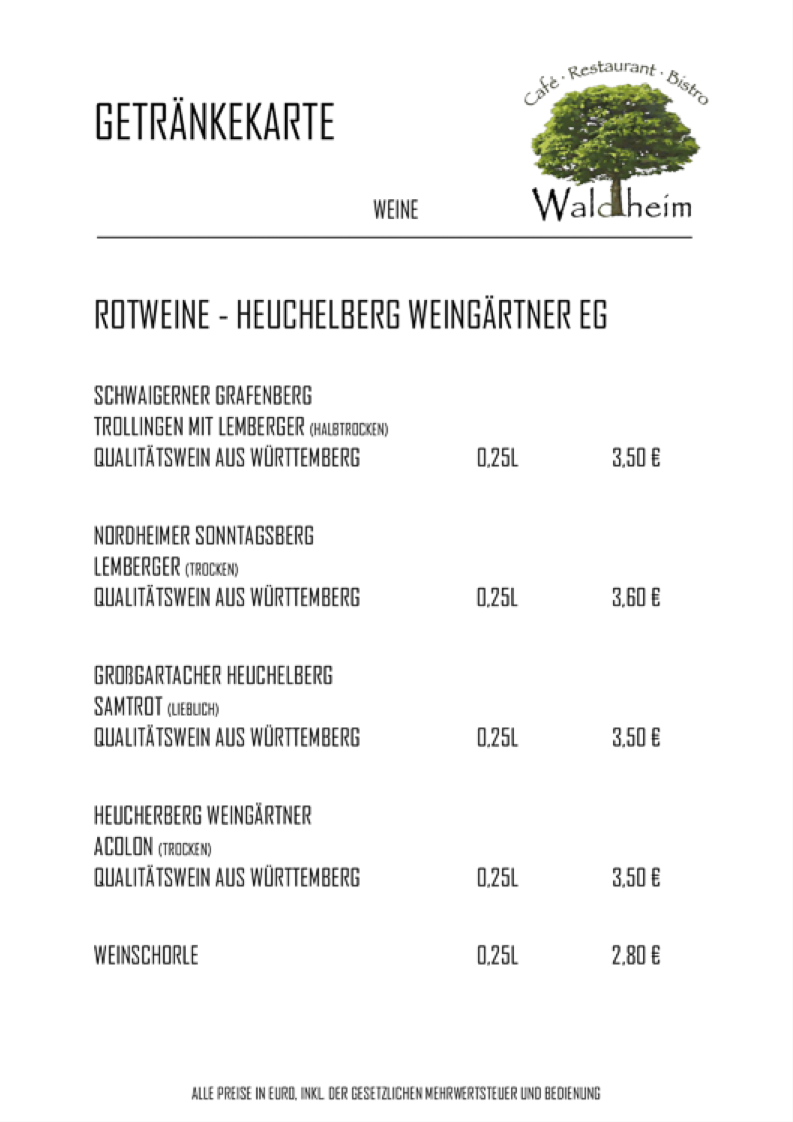 Café · Restaurant · Bistro
Waldheim
GETRÄNKEKARTE
WEINE
ROTWEINE - HEUCHELBERG WEINGÄRTNER EG
SCHWAIGERNER GRAFENBERG
TROLLINGEN MIT LEMBERGER (HALBTROCKEN)
QUALITÄTSWEIN AUS WÜRTTEMBERG 0,25L 3,50 €
NORDHEIMER SONNTAGSBERG
LEMBERGER (TROCKEN)
QUALITÄTSWEIN AUS WÜRTTEMBERG 0,25L 3,60 €
GROßGARTACHER HEUCHELBERG
SAMTROT (LIEBLICH)
QUALITÄTSWEIN AUS WÜRTTEMBERG 0,25L 3,50 €
HEUCHERBERG WEINGÄRTNER
ACOLON (TROCKEN)
QUALITÄTSWEIN AUS WÜRTTEMBERG 0,25L 3,50 €
WEINSCHORLE 0,25L 2,80 €
ALLE PREISE IN EURO, INKL. DER GESETZLICHEN MEHRWERTSTEUER UND BEDIENUNG